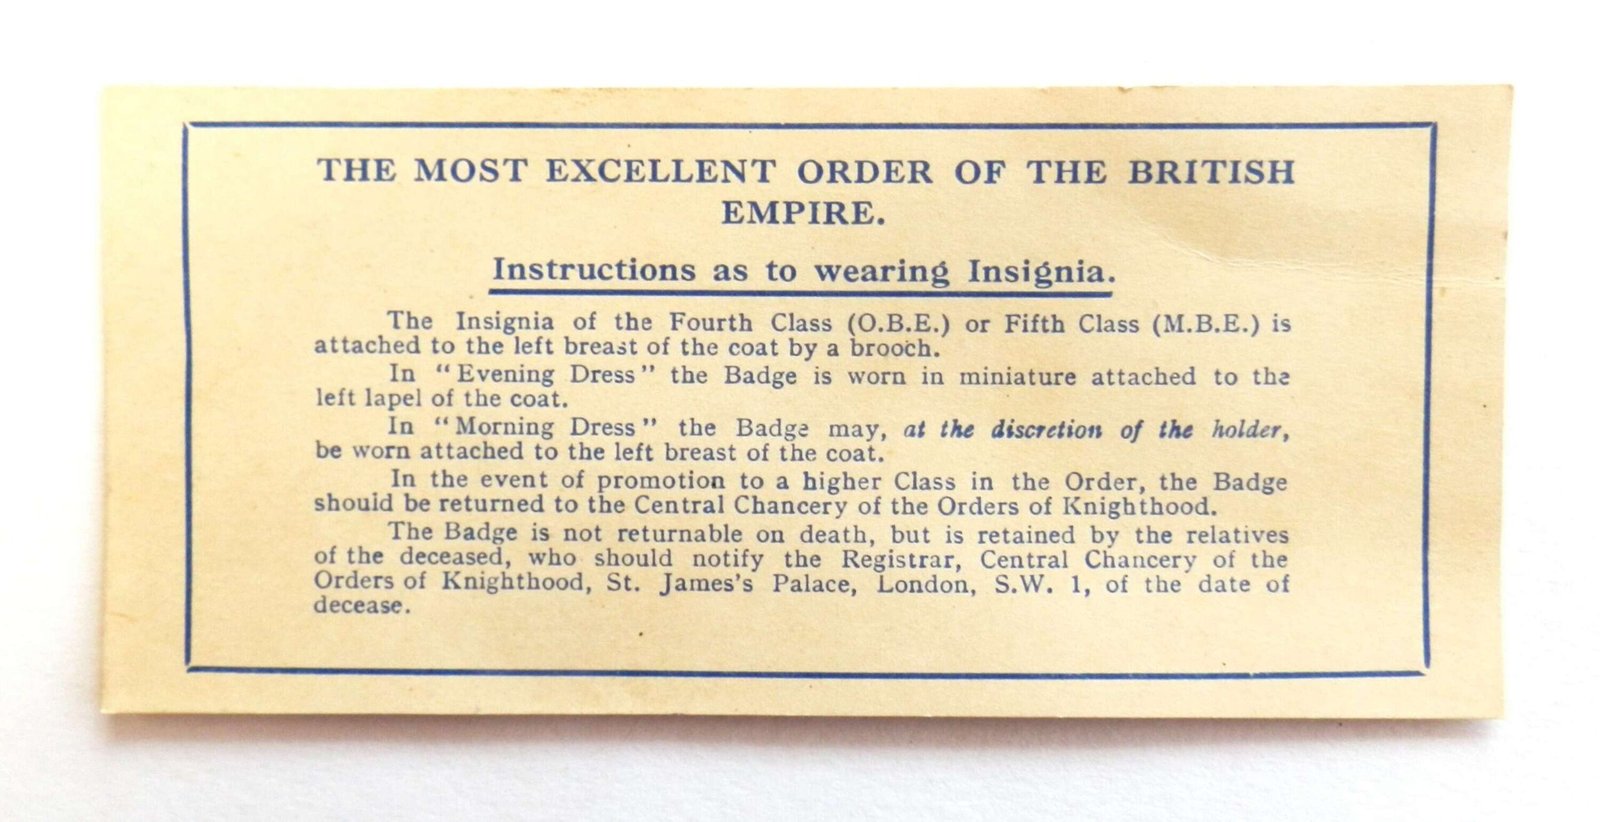 THE MOST EXCELLENT ORDER OF THE BRITISH
EMPIRE.
Instructions as to wearing Insignia.
The Insignia of the Fourth Class (O.B.E.) or Fifth Class (M.B.E.) is
attached to the left breast of the coat by a brooch.
In "Evening Dress" the Badge is worn in miniature attached to the
left lapel of the coat.
In "Morning Dress" the Badge may, at the discretion of the holder,
be worn attached to the left breast of the coat.
In the event of promotion to a higher Class in the Order, the Badge
should be returned to the Central Chancery of the Orders of Knighthood.
The Badge is not returnable on death, but is retained by the relatives
of the deceased, who should notify the Registrar, Central Chancery of the
Orders of Knighthood, St. James's Palace, London, S.W. 1, of the date of
decease.